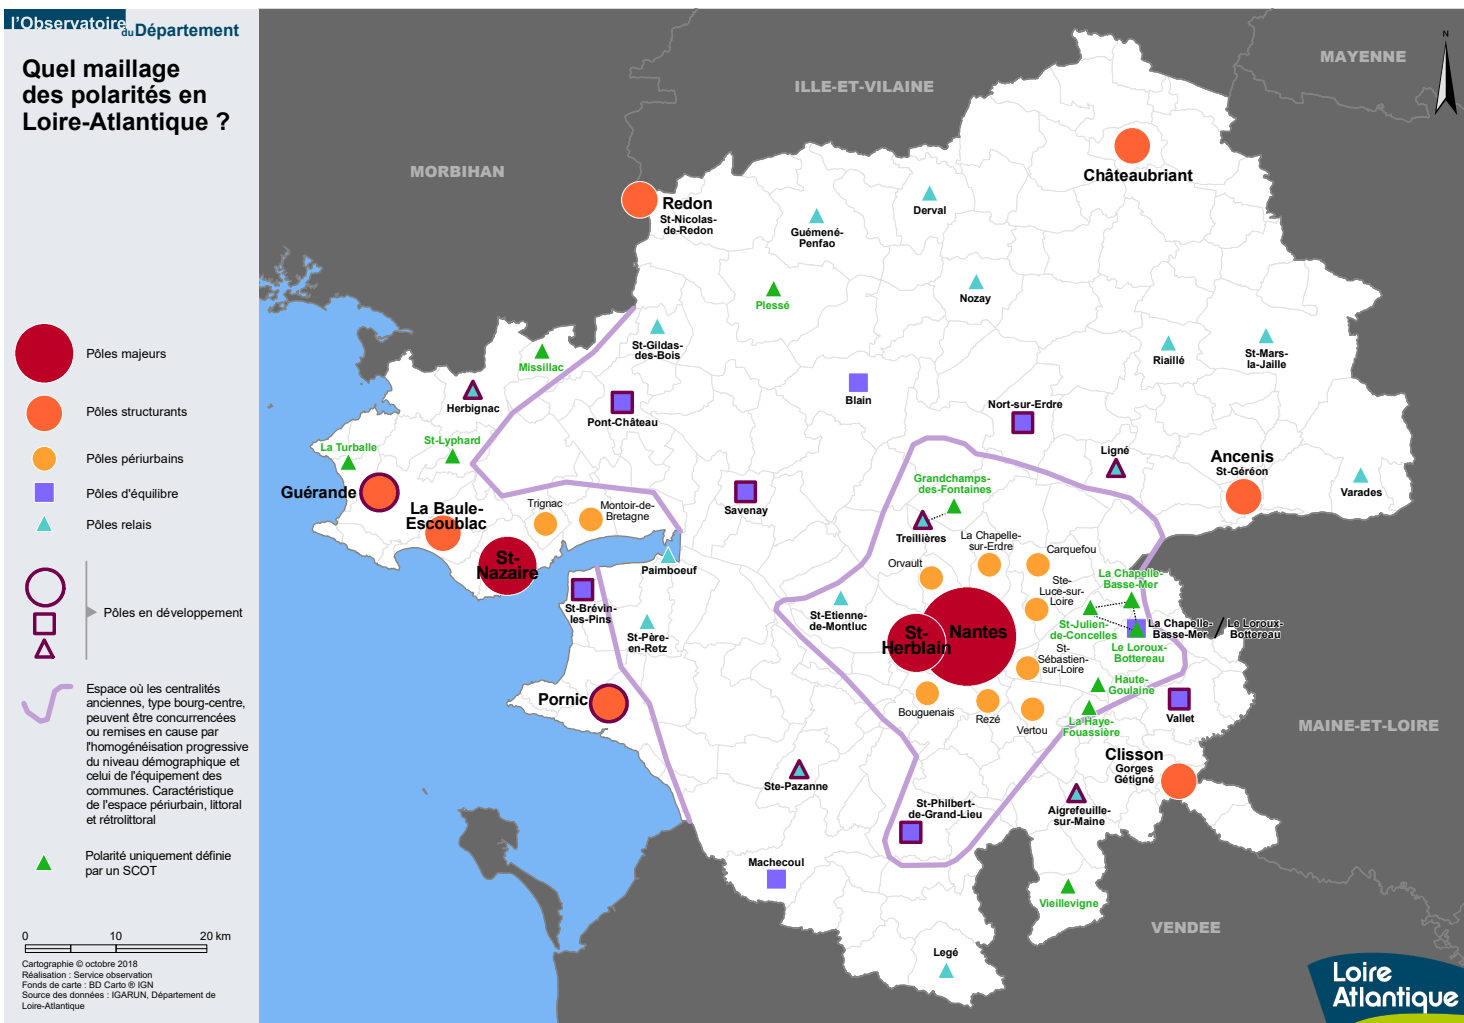 l'Observatoire
du Département
Quel maillage
des polarités en
Loire-Atlantique ?
Pôles majeurs
Pôles structurants
Pôles périurbains
Pôles d'équilibre
Pôles relais
Pôles en développement
Espace où les centralités
anciennes, type bourg-centre,
peuvent être concurrencées
ou remises en cause par
l'homogénéisation progressive
du niveau démographique et
celui de l'équipement des
communes. Caractéristique
de l'espace périurbain, littoral
et rétrolittoral
Polarité uniquement définie
par un SCOT
0 10 20 km
Cartographie © octobre 2018
Réalisation : Service observation
Fonds de carte : BD Carto ® IGN
Source des données : IGARUN, Département de
Loire-Atlantique
N
MAYENNE
ILLE-ET-VILAINE
MORBIHAN
MAINE-ET-LOIRE
VENDEE
Châteaubriant
Redon
St-Nicolas-
de-Redon
Derval
Guémené-
Penfao
Plessé
Nozay
St-Gildas-
des-Bois
Riaillé
St-Mars-
la-Jaille
Missillac
Herbignac
Pont-Château
Blain
Nort-sur-Erdre
La Turballe
St-Lyphard
Ligné
Ancenis
St-Géréon
Varades
Guérande
La Baule-
Escoublac
Trignac
Montoir-de-
Bretagne
Savenay
Grandchamps-
des-Fontaines
Treillières
La Chapelle-
sur-Erdre
Carquefou
St-
Nazaire
Paimboeuf
Orvault
Ste-
Luce-sur-
Loire
La Chapelle-
Basse-Mer
St-Brévin-
les-Pins
St-Père-
en-Retz
St-Etienne-
de-Montluc
St-
Herblain
Nantes
St-Julien-
de-Concelles
La Chapelle-
Basse-Mer
/
Le Loroux-
Bottereau
Le Loroux-
Bottereau
St-
Sébastien-
sur-Loire
Haute-
Goulaine
Pornic
Bouguenais
Rezé
Vertou
La Haye-
Fouassière
Vallet
Clisson
Gorges
Gétigné
Ste-Pazanne
St-Philbert-
de-Grand-Lieu
Aigrefeuille-
sur-Maine
Machecoul
Vieillevigne
Legé
Loire
Atlantique